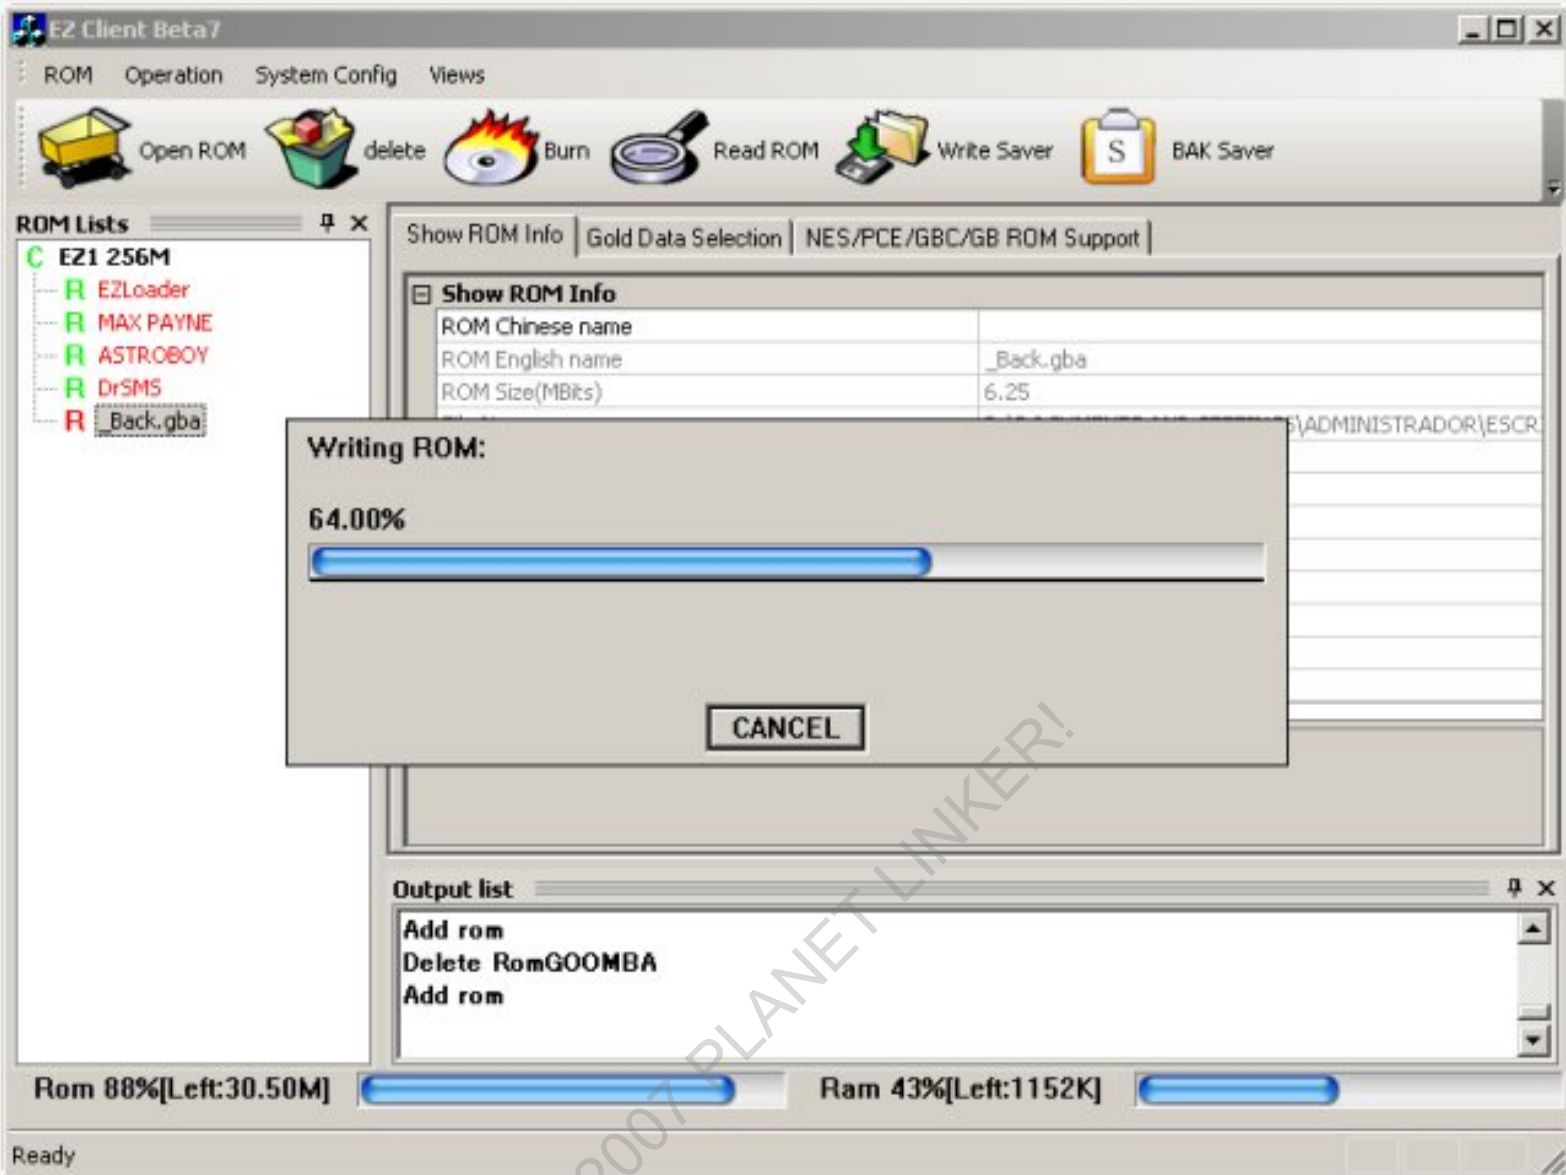 EZ Client Beta7
ROM Operation System Config Views
Open ROM delete Burn Read ROM Write Saver BAK Saver
ROM Lists
C EZ1 256M
R EZLoader
R MAX PAYNE
R ASTROBOY
R DrSMS
R _Back.gba
Show ROM Info Gold Data Selection NES/PCE/GBC/GB ROM Support
Show ROM Info
ROM Chinese name
ROM English name _Back.gba
ROM Size(MBits) 6.25
\ADMINISTRADOR\ESCR
Writing ROM:
64.00%
CANCEL
Output list
Add rom
Delete RomGOOMBA
Add rom
Rom 88%[Left:30.50M] Ram 43%[Left:1152K]
Ready
2007 PLANET LINKER!